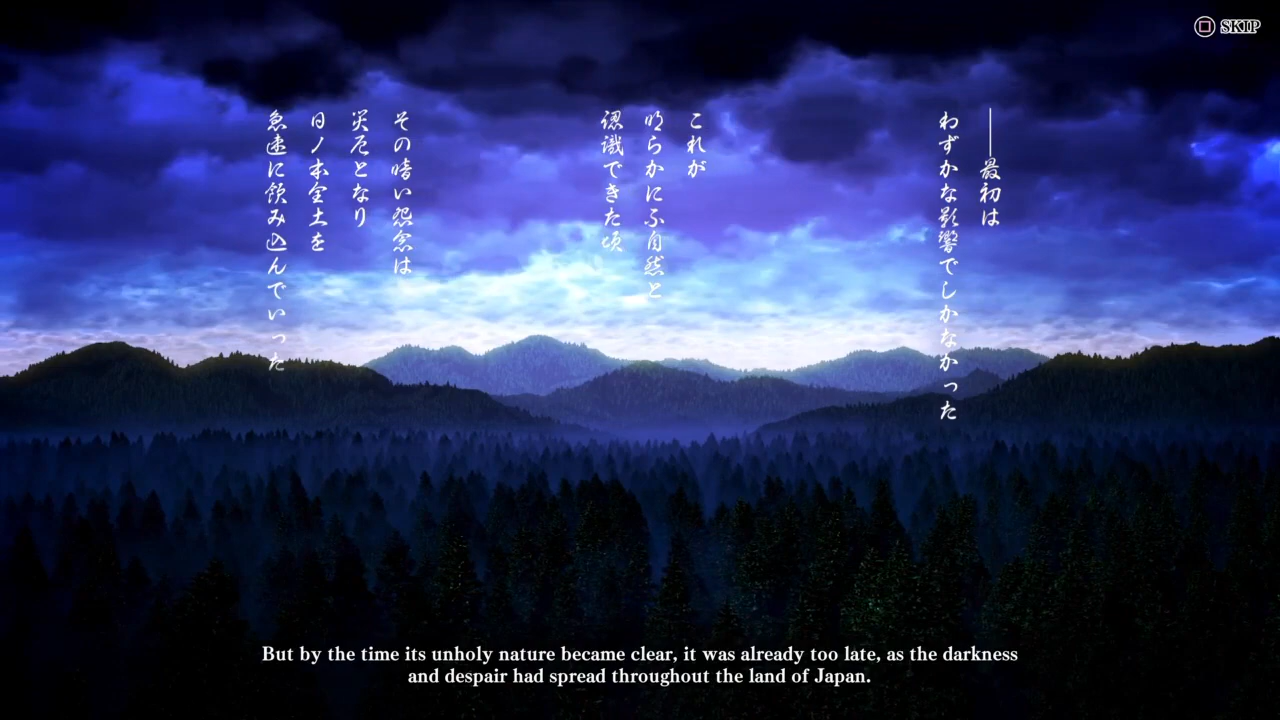 SKIP
――最初は
わずかな影響でしかなかった
これが
明らかにふ自然と
認識できた頃
その暗い怨念は
災厄となり
日ノ本全土を
急速に飲み込んでいった
But by the time its unholy nature became clear, it was already too late, as the darkness
and despair had spread throughout the land of Japan.